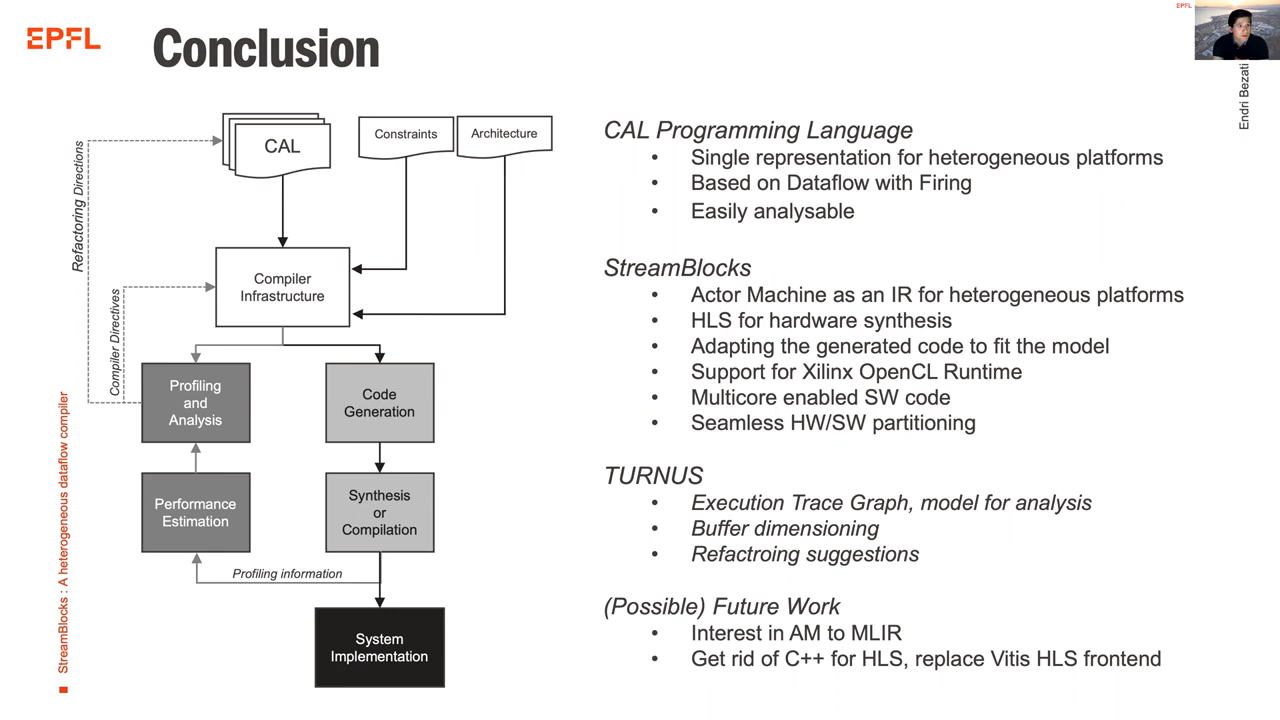 EPFL
Conclusion
EPFL
Endri Bezati
CAL
Constraints
Architecture
Refactoring Directions
Compiler
Infrastructure
Compiler Directives
Profiling
and
Analysis
Code
Generation
Performance
Estimation
Synthesis
or
Compilation
Profiling information
System
Implementation
StreamBlocks : A heterogeneous dataflow compiler
CAL Programming Language
• Single representation for heterogeneous platforms
• Based on Dataflow with Firing
• Easily analysable
StreamBlocks
• Actor Machine as an IR for heterogeneous platforms
• HLS for hardware synthesis
• Adapting the generated code to fit the model
• Support for Xilinx OpenCL Runtime
• Multicore enabled SW code
• Seamless HW/SW partitioning
TURNUS
• Execution Trace Graph, model for analysis
• Buffer dimensioning
• Refactroing suggestions
(Possible) Future Work
• Interest in AM to MLIR
• Get rid of C++ for HLS, replace Vitis HLS frontend